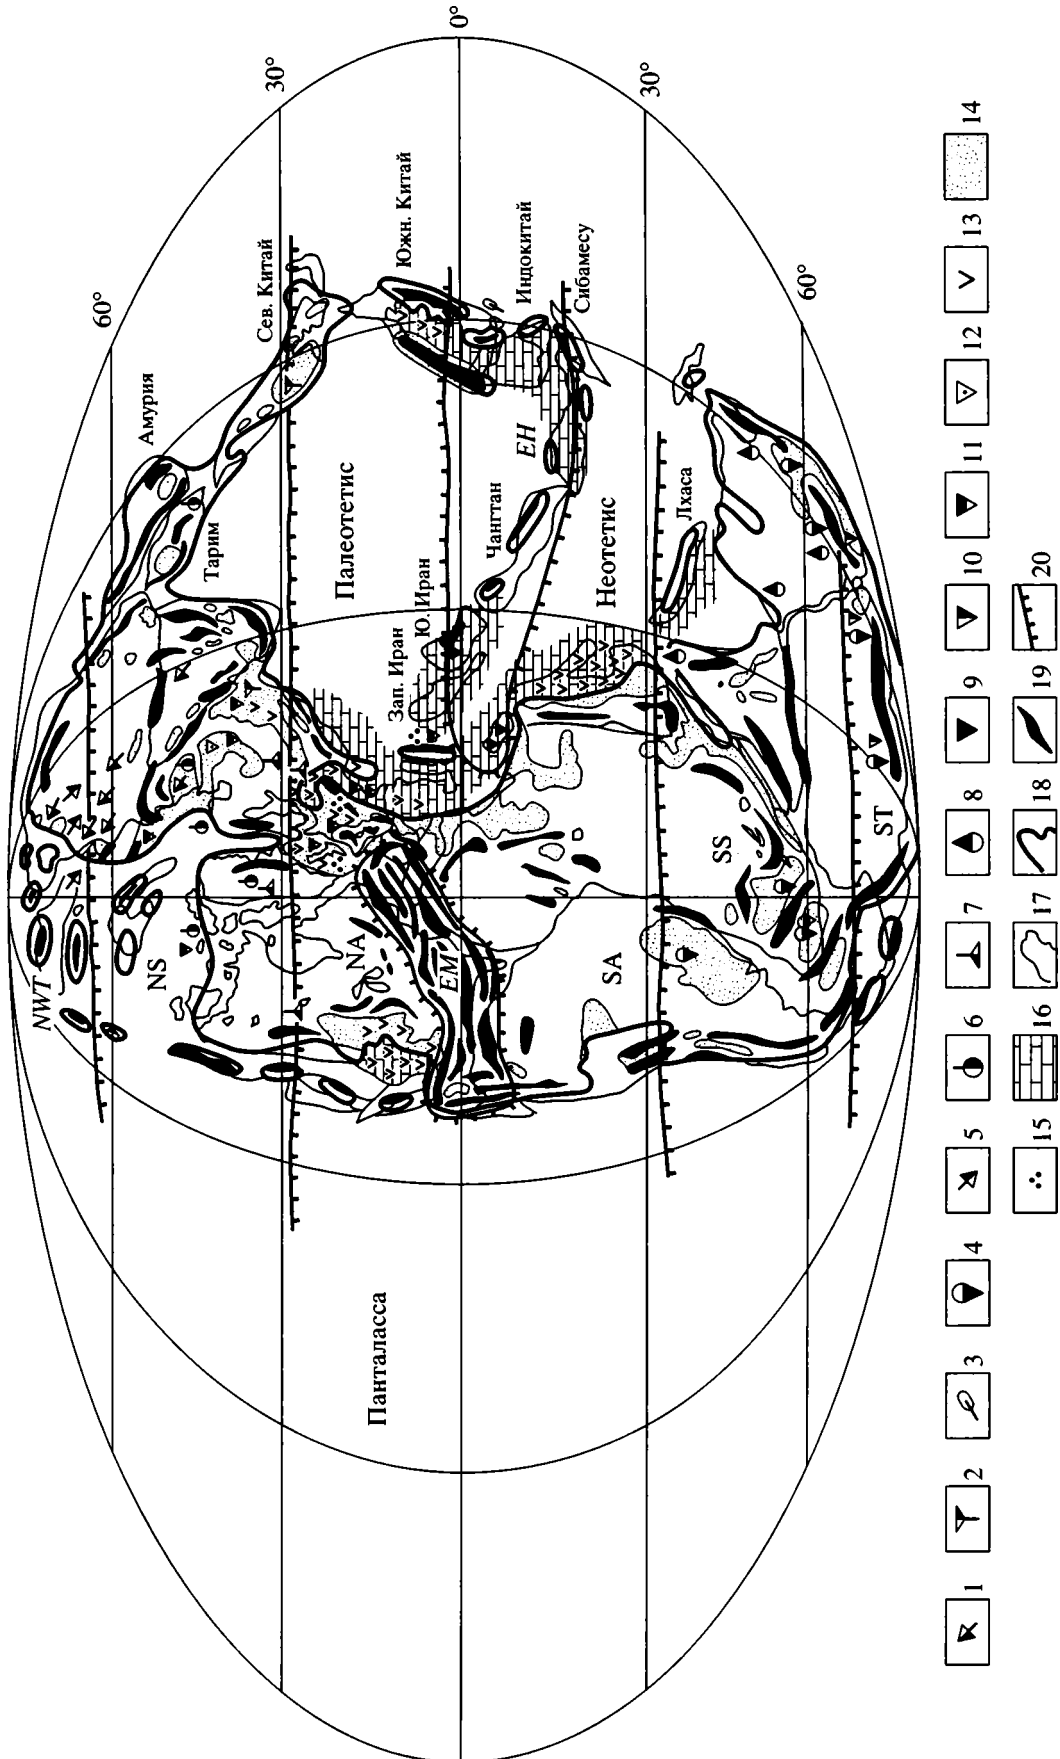 60°
30°
0°
30°
60°
Амурия
Сев. Китай
Южн. Китай
Индокитай
Сибамесу
Тарим
Палеотетис
EH
Чангтан
Ю.Иран
Зап. Иран
Неотетис
Лхаса
NWT
NS
NA
EM
SA
SS
ST
Панталасса
1
2
3
4
5
6
7
8
9
10
11
12
13
14
15
16
17
18
19
20